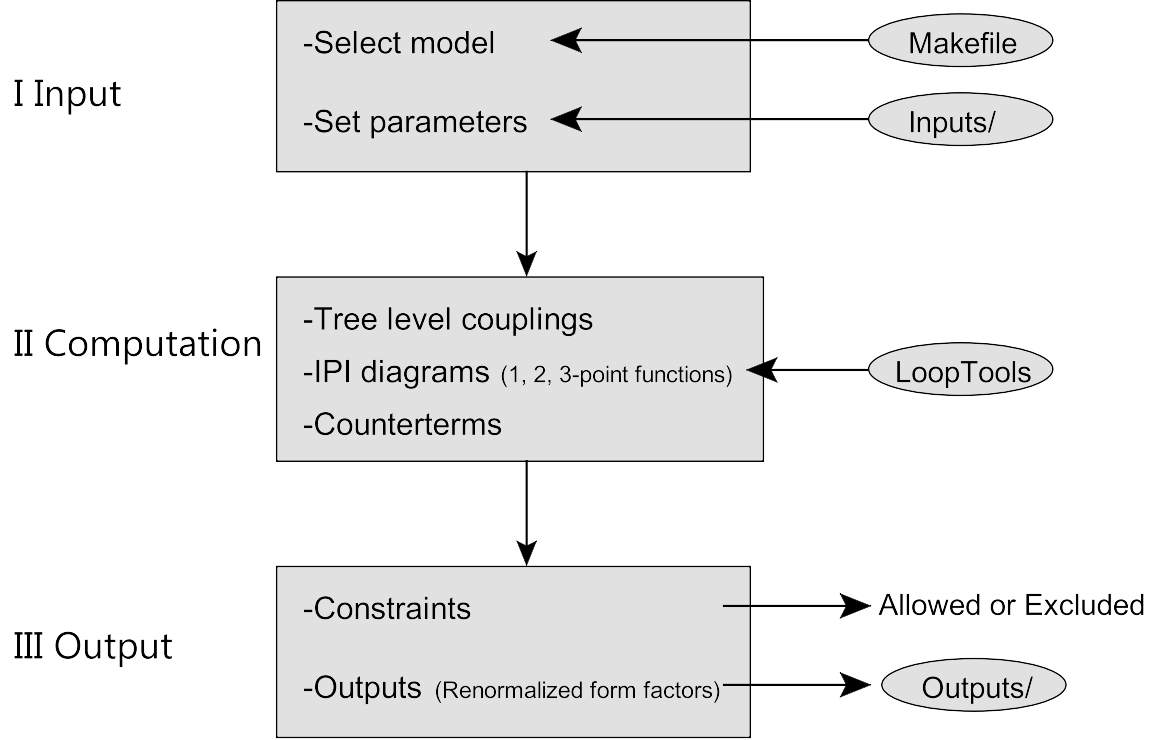 -Select model
Makefile
I Input
-Set parameters
Inputs/
-Tree level couplings
II Computation
-IPI diagrams (1, 2, 3-point functions)
LoopTools
-Counterterms
-Constraints
Allowed or Excluded
III Output
-Outputs (Renormalized form factors)
Outputs/